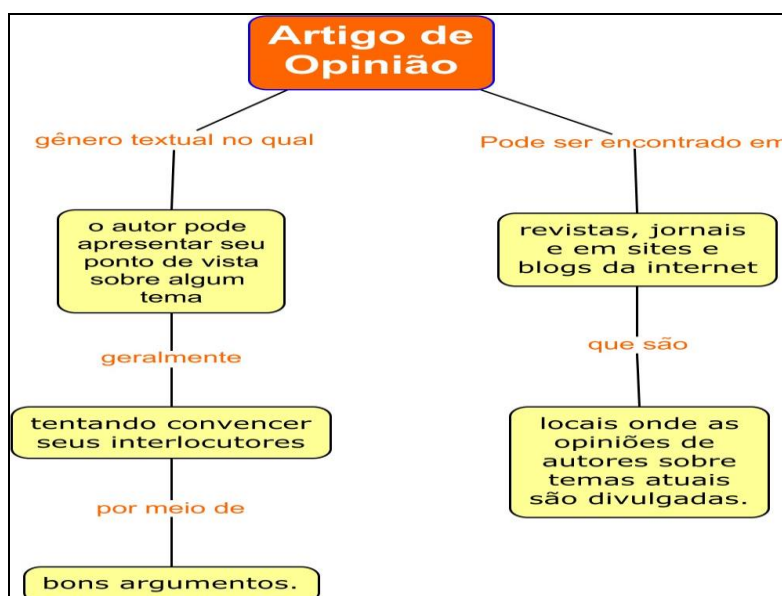 Artigo de
Opinião
gênero textual no qual
o autor pode
apresentar seu
ponto de vista
sobre algum
tema
geralmente
tentando convencer
seus interlocutores
por meio de
bons argumentos.
Pode ser encontrado em
revistas, jornais
e em sites e
blogs da internet
que são
locais onde as
opiniões de
autores sobre
temas atuais
são divulgadas.